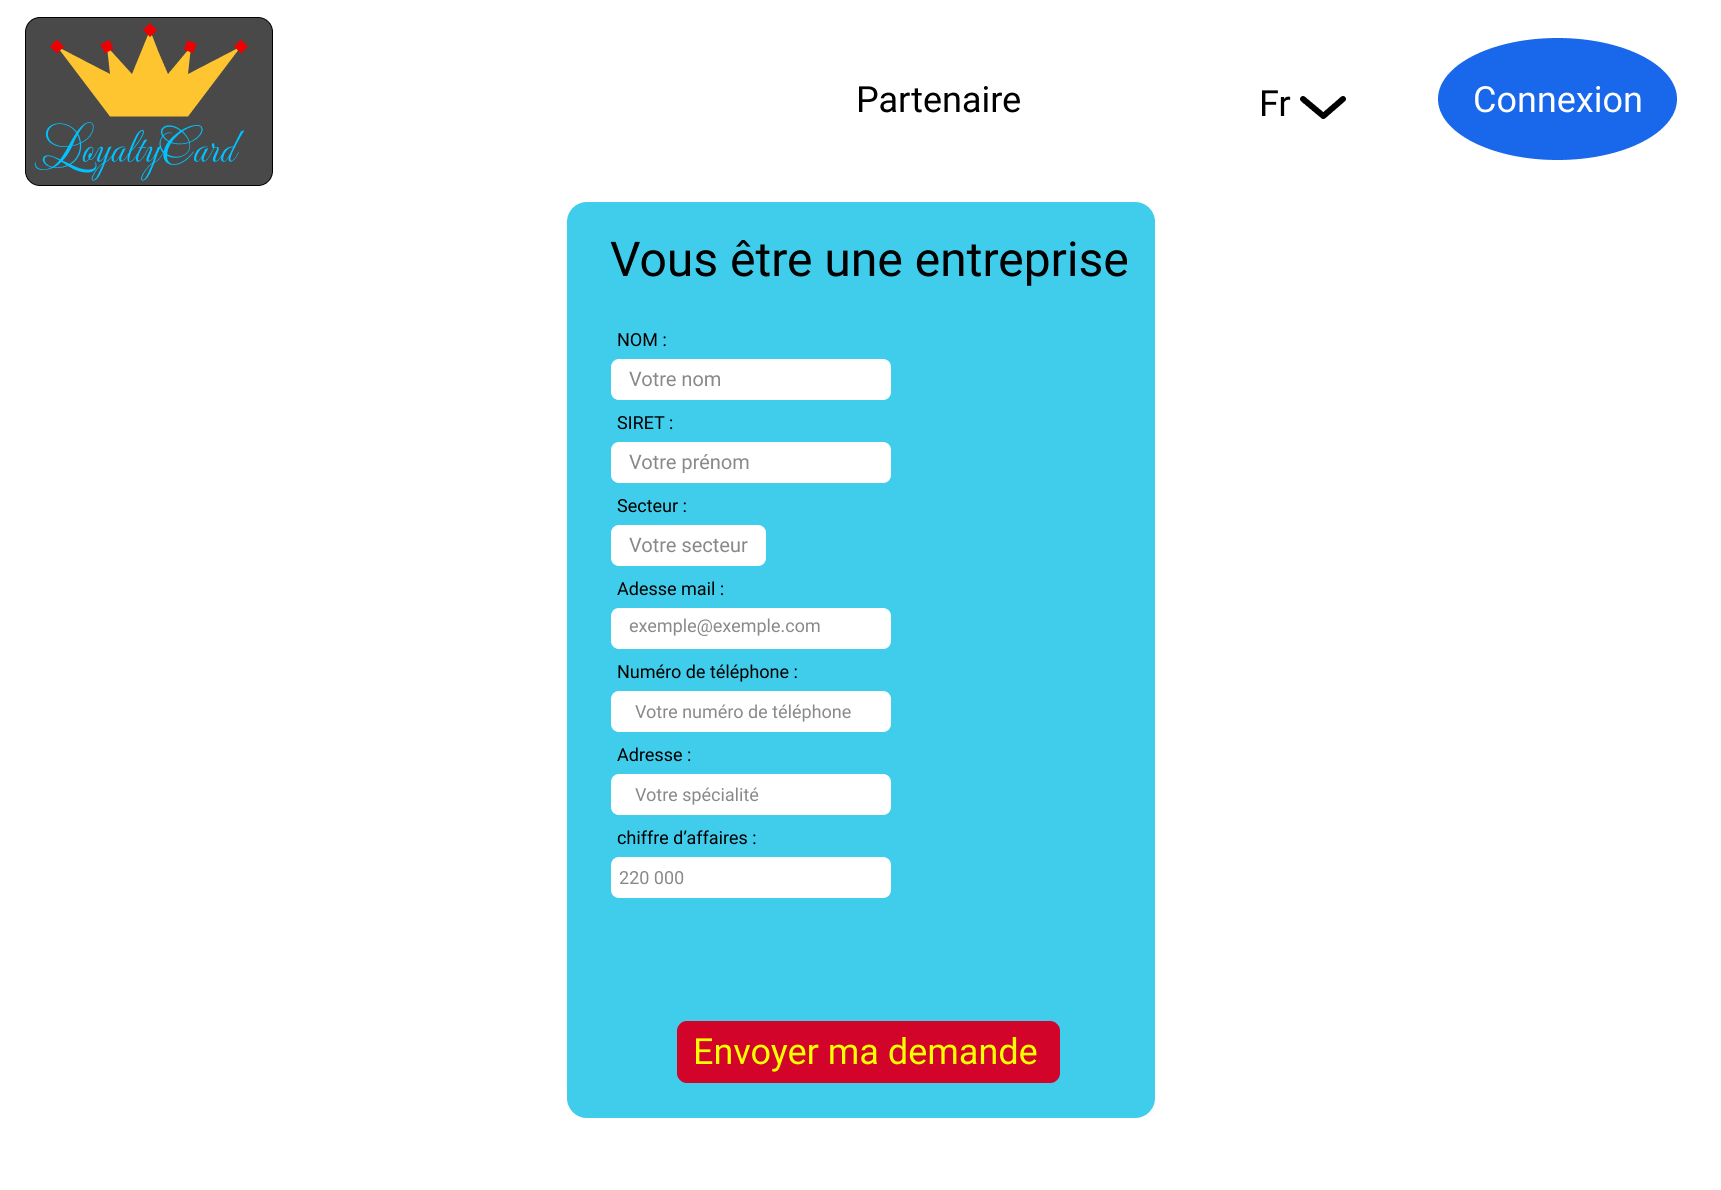 LoyaltyCard
Partenaire
Fr
Connexion
Vous être une entreprise
NOM :
Votre nom
SIRET :
Votre prénom
Secteur :
Votre secteur
Adesse mail :
exemple@exemple.com
Numéro de téléphone :
Votre numéro de téléphone
Adresse :
Votre spécialité
chiffre d’affaires :
220 000
Envoyer ma demande